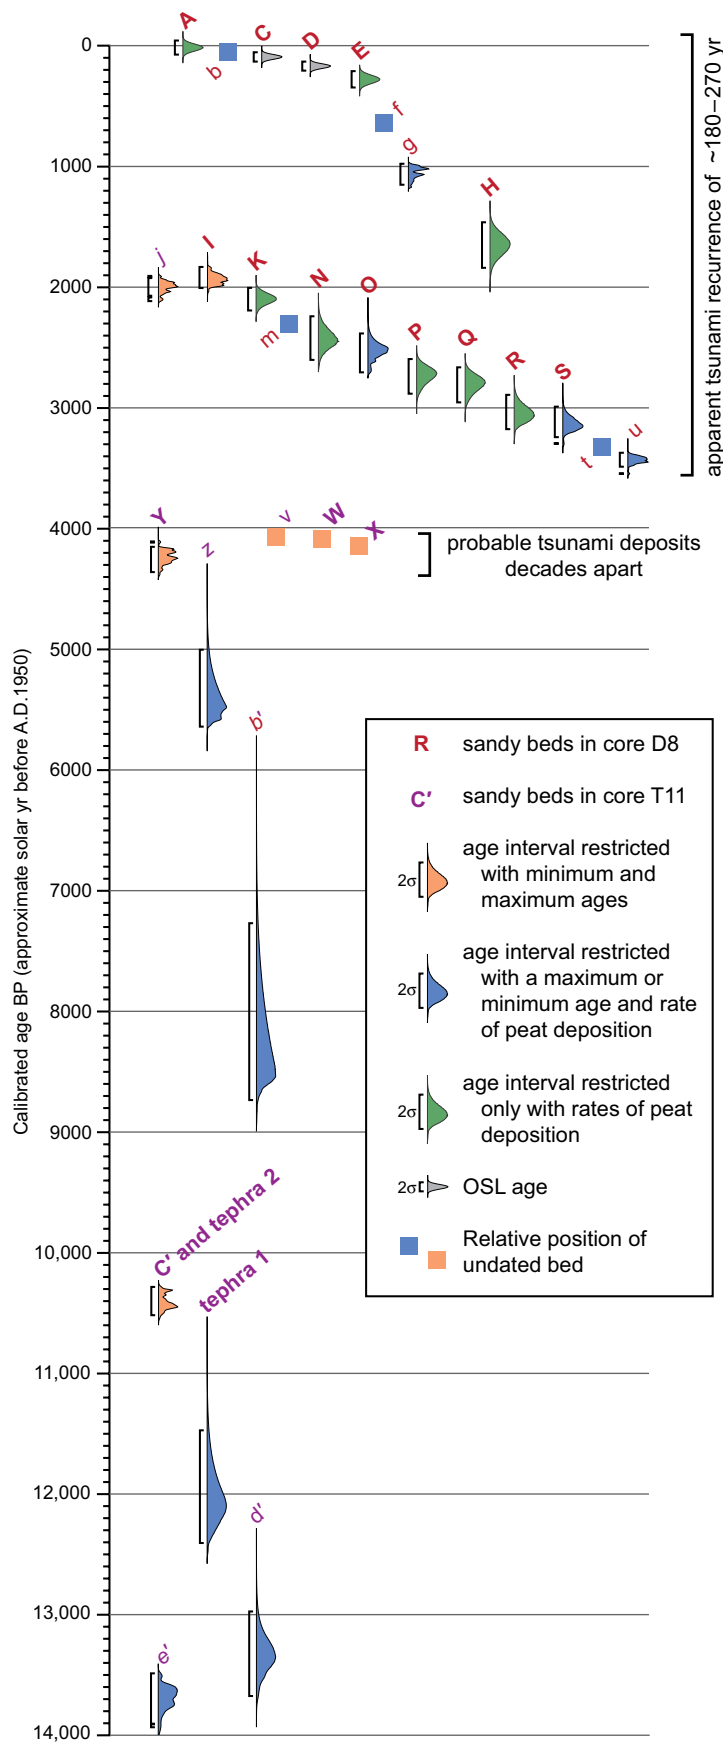 A
C
D
E
0
b
f
g
1000
H
j
I
K
N
O
2000
m
P
Q
R
S
3000
t
u
apparent tsunami recurrence of ~180–270 yr
Y
z
v
W
X
4000
probable tsunami deposits
decades apart
5000
b′
6000
7000
8000
9000
Calibrated age BP (approximate solar yr before A.D.1950)
R sandy beds in core D8
C′ sandy beds in core T11
2σ age interval restricted
with minimum and
maximum ages
2σ age interval restricted
with a maximum or
minimum age and rate
of peat deposition
2σ age interval restricted
only with rates of peat
deposition
2σ OSL age
Relative position of
undated bed
C′ and tephra 2
10,000
tephra 1
11,000
12,000
d′
13,000
e′
14,000